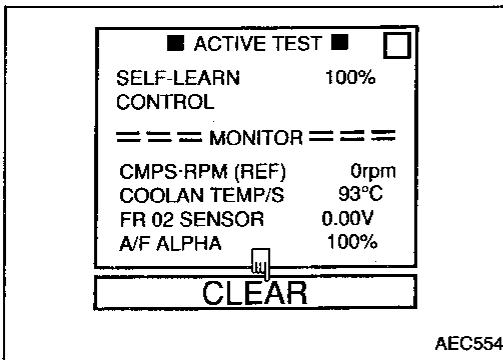 ■ ACTIVE TEST ■ □
SELF-LEARN 100%
CONTROL
= = = MONITOR = = =
CMPS·RPM (REF) 0rpm
COOLAN TEMP/S 93°C
FR 02 SENSOR 0.00V
A/F ALPHA 100%
CLEAR
AEC554